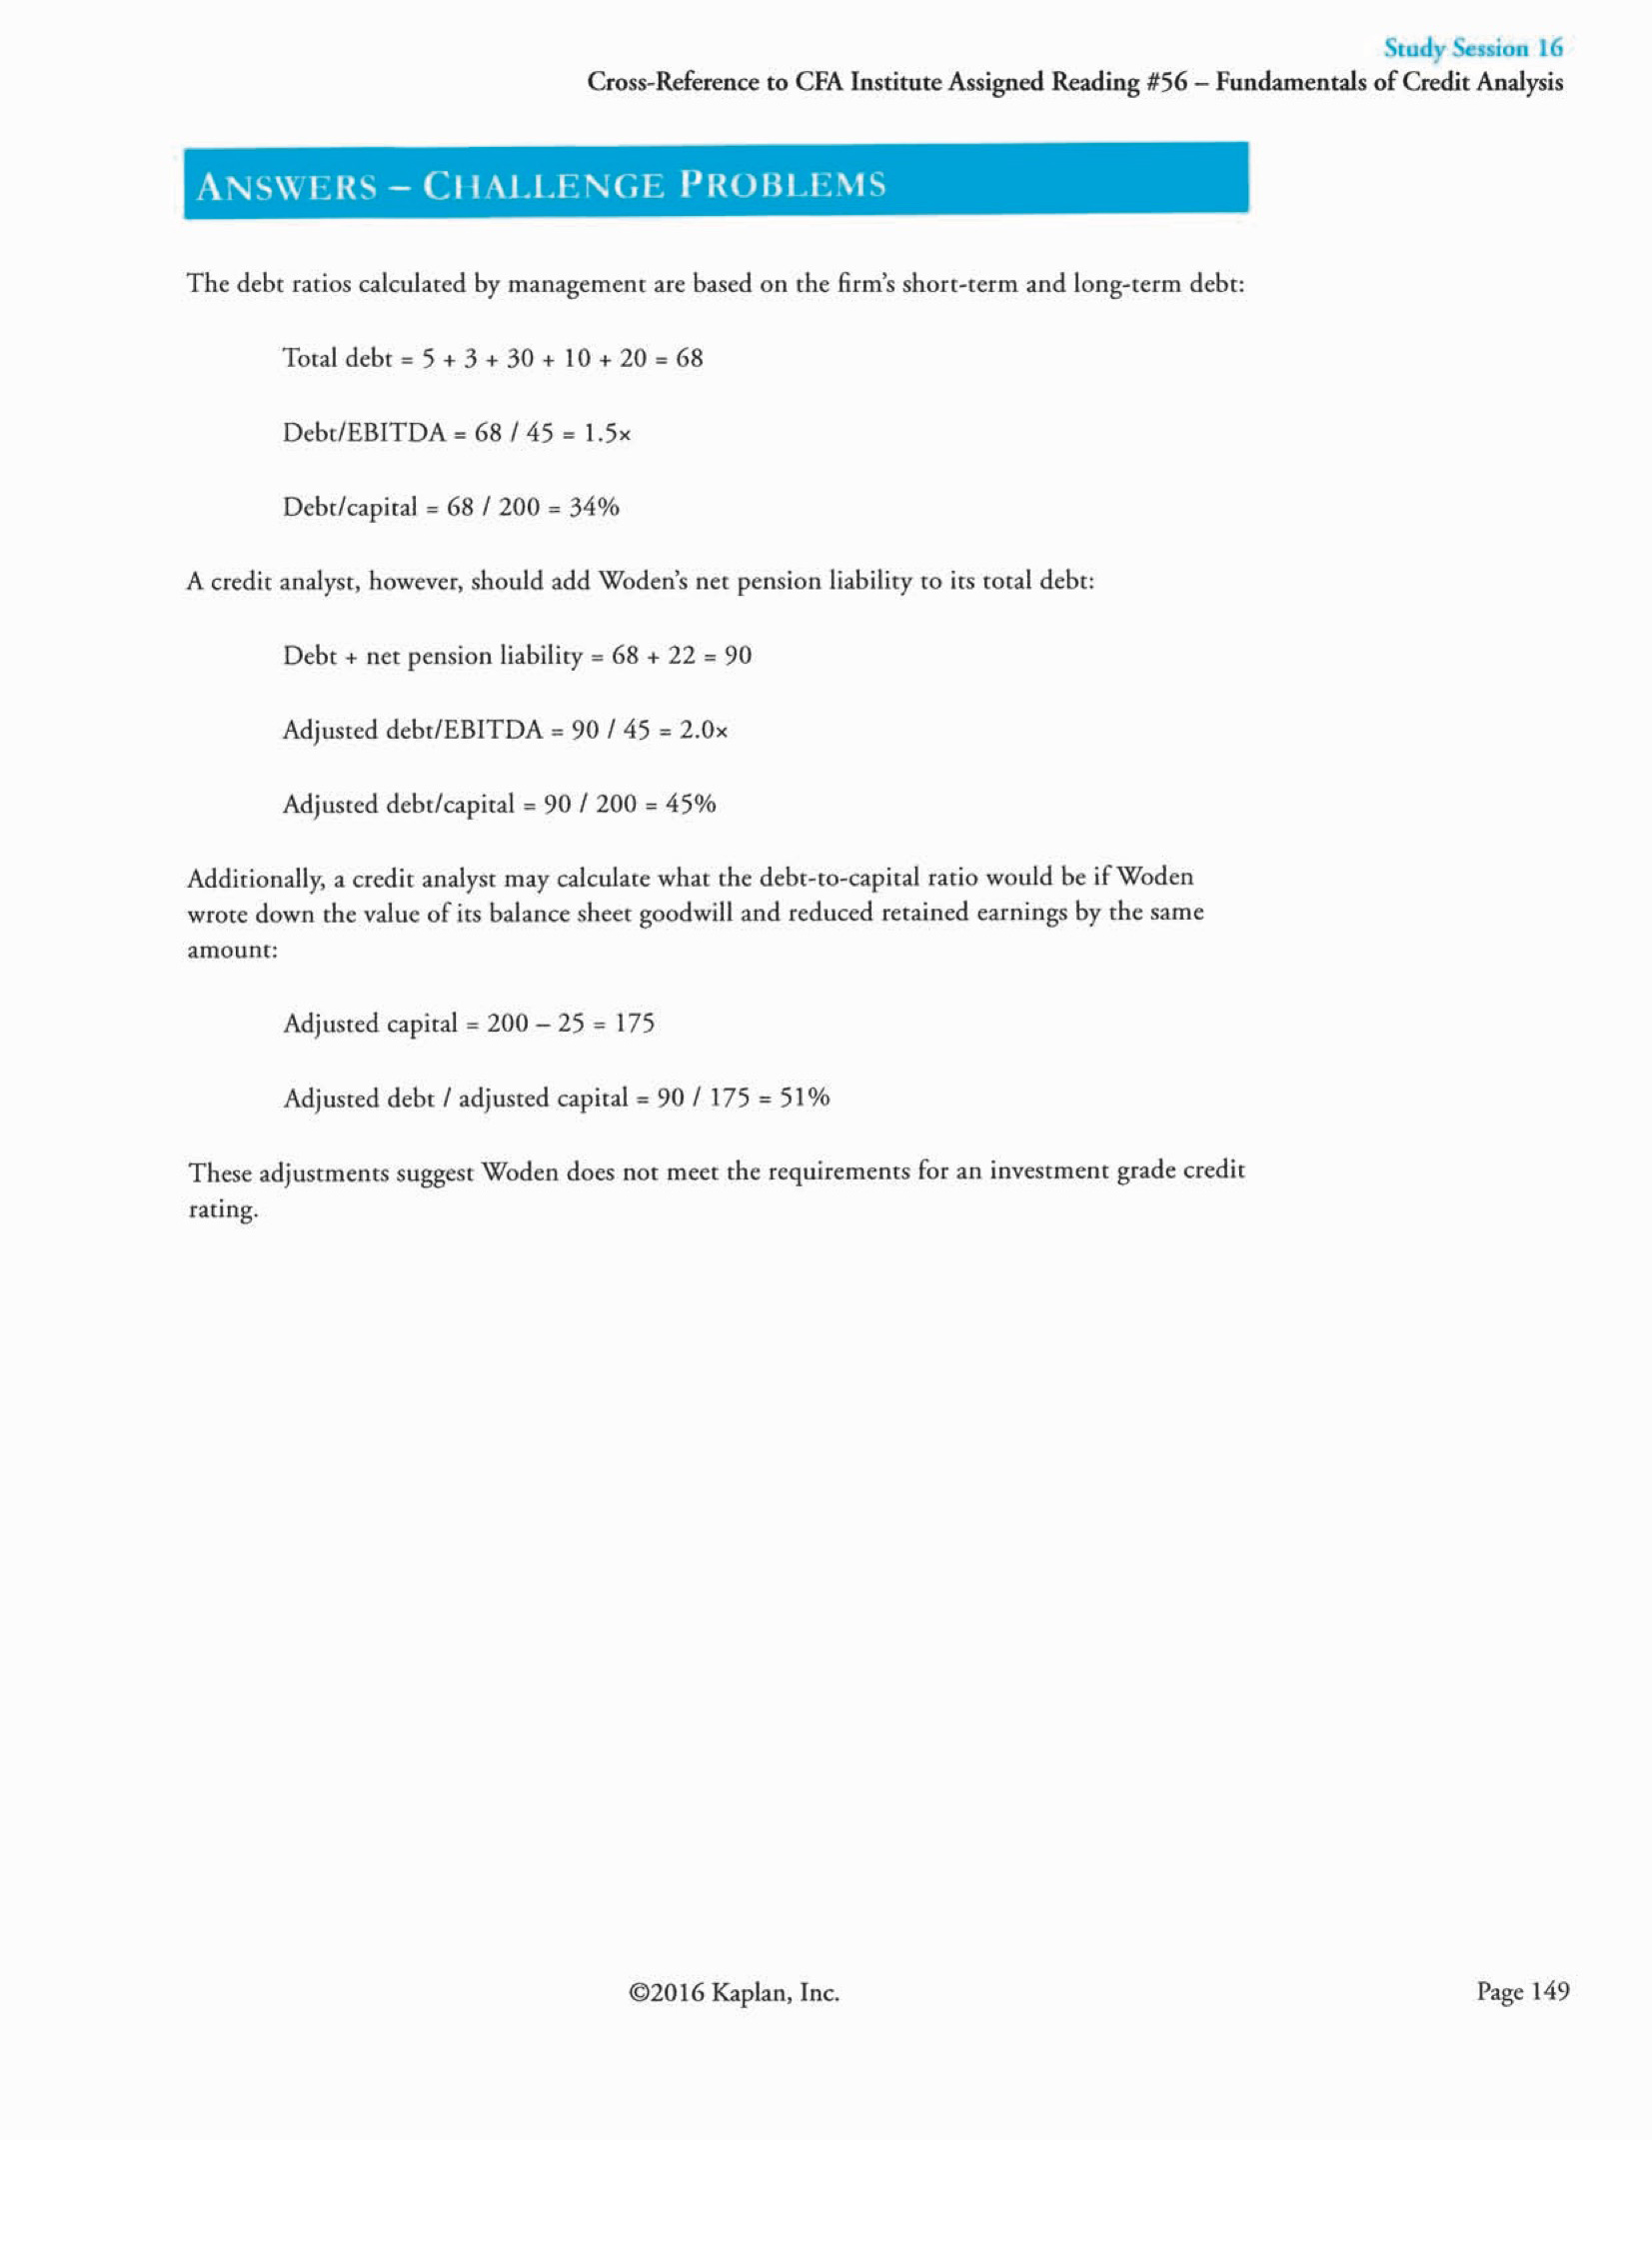 Study Session 16
Cross-Reference to CFA Institute Assigned Reading #56 – Fundamentals of Credit Analysis
ANSWERS – CHALLENGE PROBLEMS
The debt ratios calculated by management are based on the firm's short-term and long-term debt:
Total debt = 5 + 3 + 30 + 10 + 20 = 68
Debt/EBITDA = 68 / 45 = 1.5×
Debt/capital = 68 / 200 = 34%
A credit analyst, however, should add Woden's net pension liability to its total debt:
Debt + net pension liability = 68 + 22 = 90
Adjusted debt/EBITDA = 90 / 45 = 2.0×
Adjusted debt/capital = 90 / 200 = 45%
Additionally, a credit analyst may calculate what the debt-to-capital ratio would be if Woden
wrote down the value of its balance sheet goodwill and reduced retained earnings by the same
amount:
Adjusted capital = 200 – 25 = 175
Adjusted debt / adjusted capital = 90 / 175 = 51%
These adjustments suggest Woden does not meet the requirements for an investment grade credit
rating.
©2016 Kaplan, Inc.
Page 149